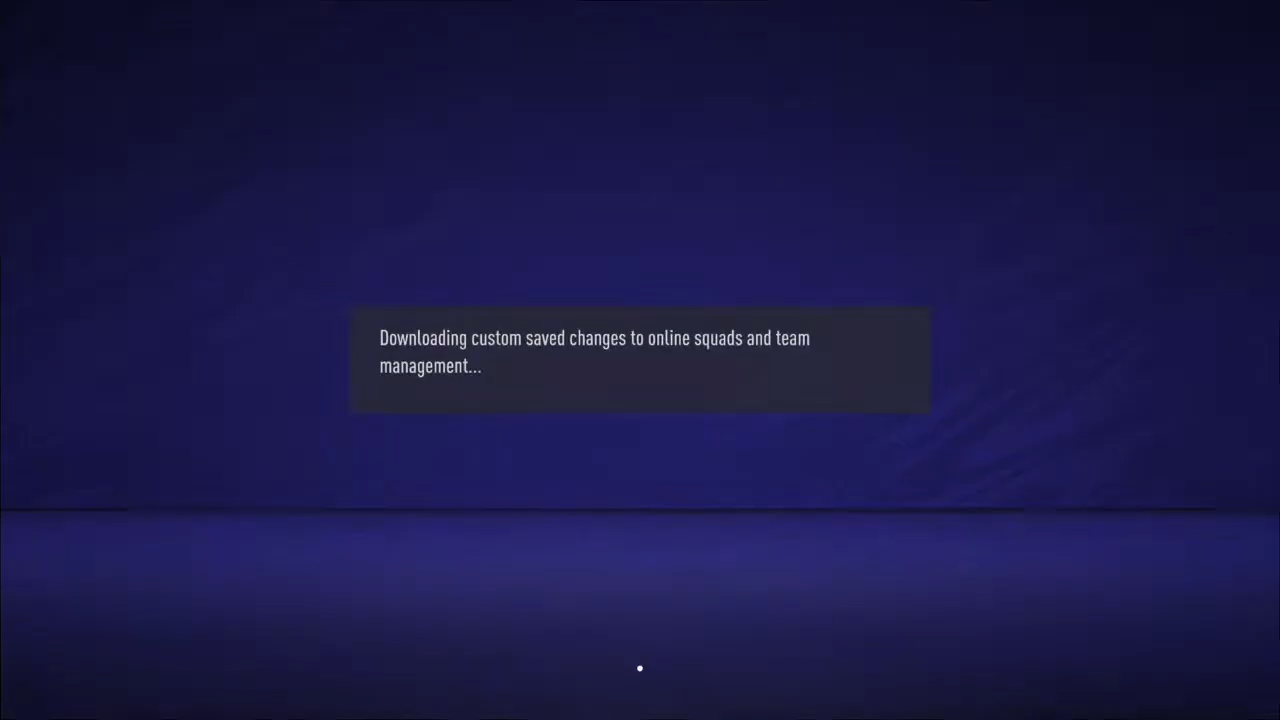 Downloading custom saved changes to online squads and team
management...